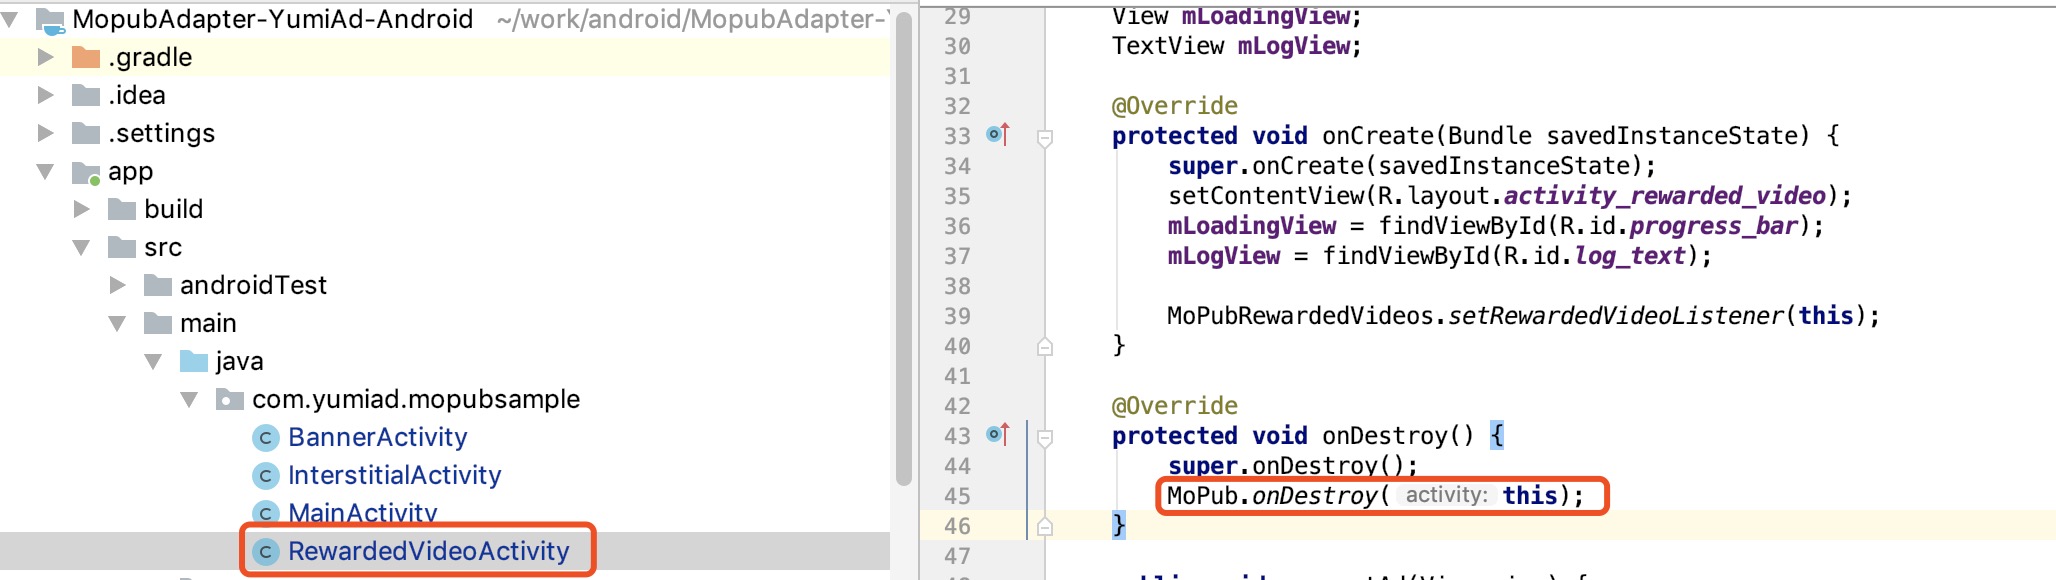 MopubAdapter-YumiAd-Android ~/work/android/MopubAdapter-Y
.gradle
.idea
.settings
app
build
src
androidTest
main
java
com.yumiad.mopubsample
C BannerActivity
C InterstitialActivity
C MainActivity
C RewardedVideoActivity
29 View mLoadingView;
30 TextView mLogView;
31
32 @Override
33 protected void onCreate(Bundle savedInstanceState) {
34 super.onCreate(savedInstanceState);
35 setContentView(R.layout.activity_rewarded_video);
36 mLoadingView = findViewById(R.id.progress_bar);
37 mLogView = findViewById(R.id.log_text);
38
39 MoPubRewardedVideos.setRewardedVideoListener(this);
40 }
41
42 @Override
43 protected void onDestroy() {
44 super.onDestroy();
45 MoPub.onDestroy( activity: this);
46 }
47